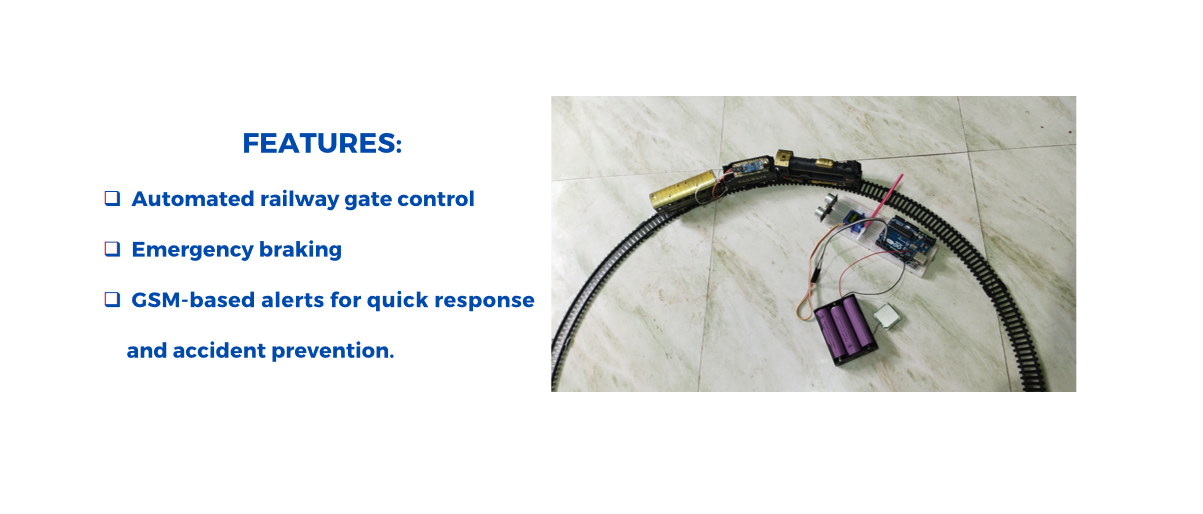 FEATURES:
❑ Automated railway gate control
❑ Emergency braking
❑ GSM-based alerts for quick response
and accident prevention.